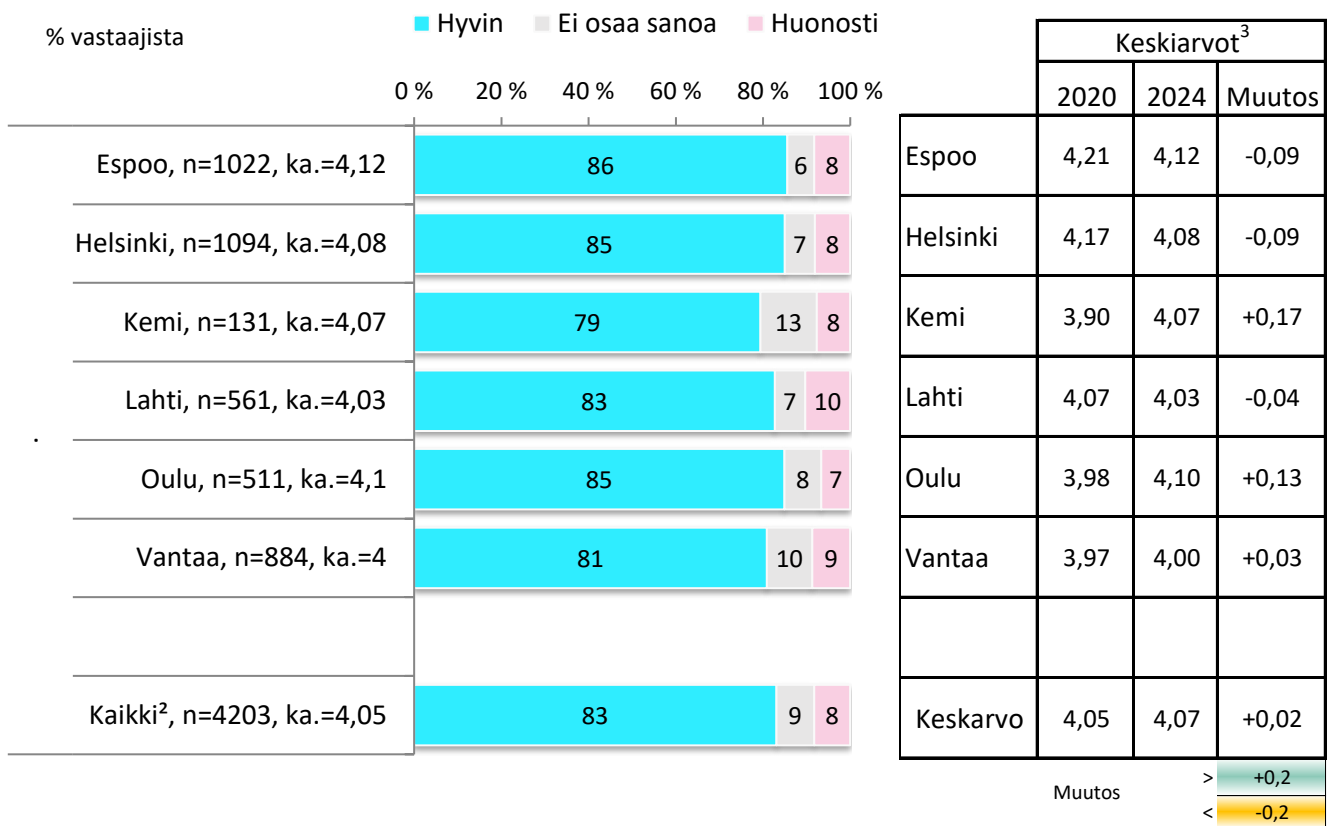 % vastaajista
Hyvin Ei osaa sanoa Huonosti
0 % 20 % 40 % 60 % 80 % 100 %
Espoo, n=1022, ka.=4,12 86 6 8
Helsinki, n=1094, ka.=4,08 85 7 8
Kemi, n=131, ka.=4,07 79 13 8
Lahti, n=561, ka.=4,03 83 7 10
.
Oulu, n=511, ka.=4,1 85 8 7
Vantaa, n=884, ka.=4 81 10 9
Kaikki², n=4203, ka.=4,05 83 9 8
Keskiarvot³
2020 2024 Muutos
Espoo 4,21 4,12 -0,09
Helsinki 4,17 4,08 -0,09
Kemi 3,90 4,07 +0,17
Lahti 4,07 4,03 -0,04
Oulu 3,98 4,10 +0,13
Vantaa 3,97 4,00 +0,03
Keskarvo 4,05 4,07 +0,02
Muutos
> +0,2
< -0,2